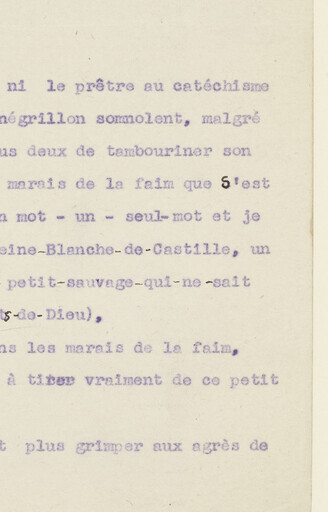 ni le prêtre au catéchisme
négrillon somnolent, malgré
us deux de tambouriner son
marais de la faim que S'est
n mot - un - seul-mot et je
eine-Blanche-de-Castille, un
petit-sauvage-qui-ne-sait
s-de-Dieu),
ns les marais de la faim,
à tirer vraiment de ce petit
t plus grimper aux agrès de